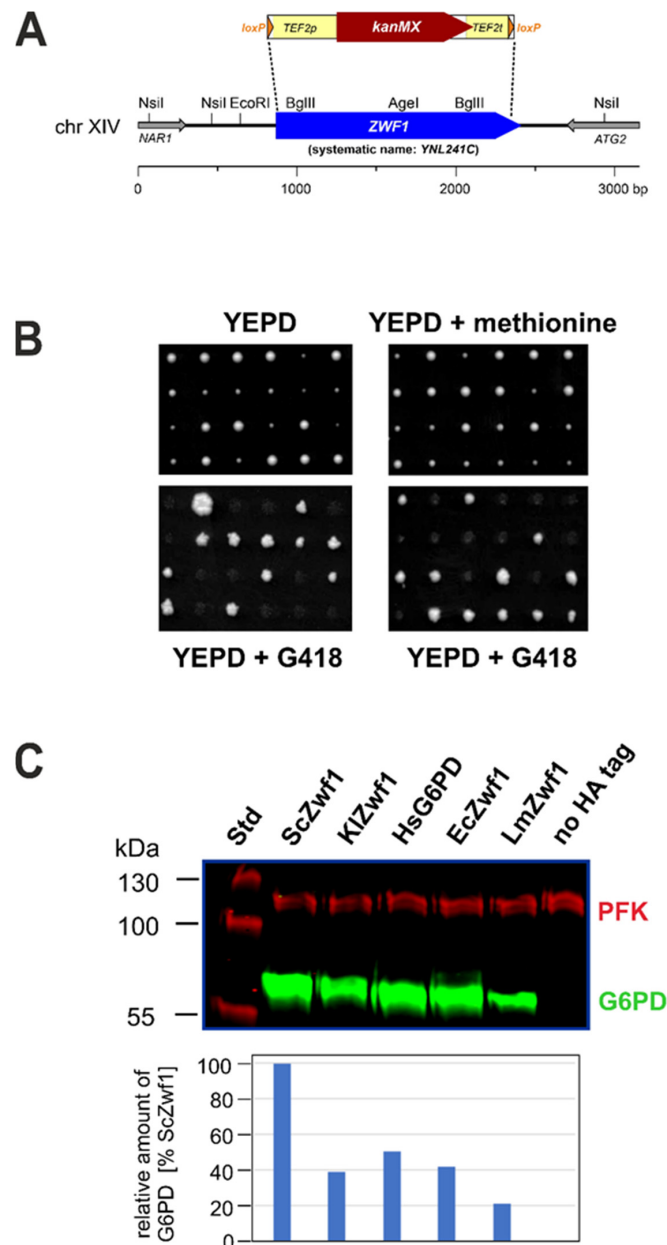 A
loxP TEF2p kanMX TEF2t loxP
NsiI NsiI EcoRI BglII AgeI BglII NsiI
chr XIV NAR1 ZWF1 ATG2
(systematic name: YNL241C)
0 1000 2000 3000 bp
B
YEPD YEPD + methionine
YEPD + G418 YEPD + G418
C
Std ScZwf1 KlZwf1 HsG6PD EcZwf1 LmZwf1 no HA tag
kDa
130
PFK
100
G6PD
55
relative amount of
G6PD [% ScZwf1]
100
80
60
40
20
0